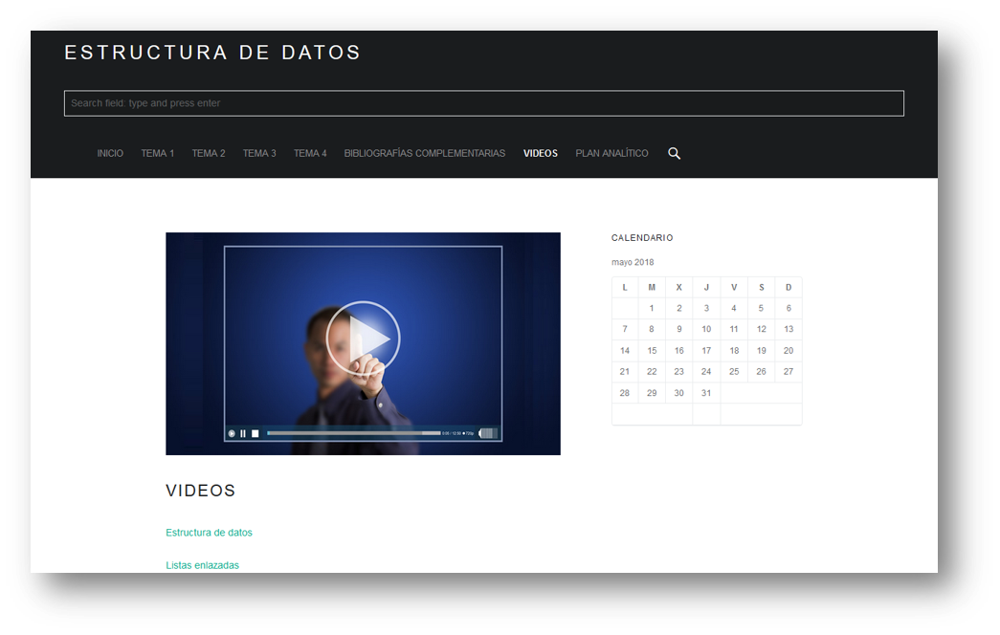 ESTRUCTURA DE DATOS
Search field: type and press enter
INICIO TEMA 1 TEMA 2 TEMA 3 TEMA 4 BIBLIOGRAFÍAS COMPLEMENTARIAS VIDEOS PLAN ANALÍTICO
VIDEOS
Estructura de datos
Listas enlazadas
CALENDARIO
mayo 2018
L M X J V S D
1 2 3 4 5 6
7 8 9 10 11 12 13
14 15 16 17 18 19 20
21 22 23 24 25 26 27
28 29 30 31